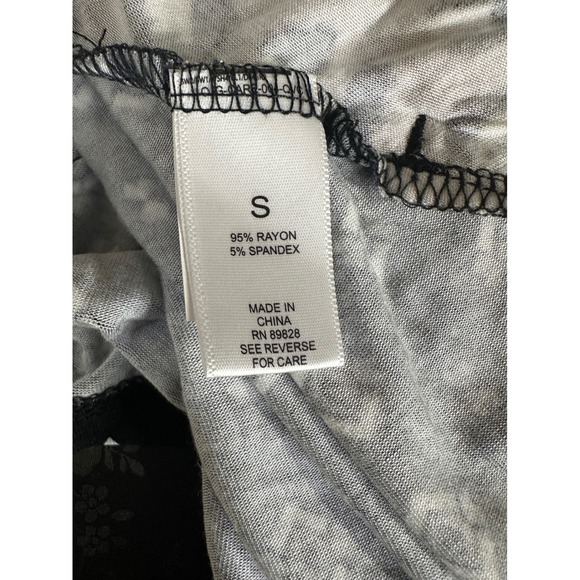 S
95% RAYON
5% SPANDEX
MADE IN
CHINA
RN 89828
SEE REVERSE
FOR CARE